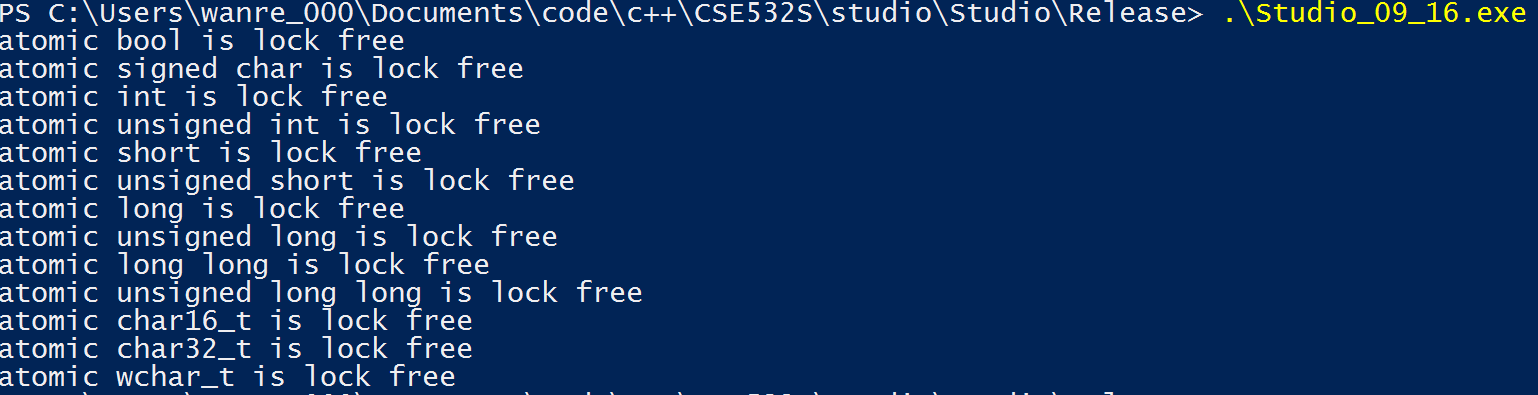 PS C:\Users\wanre_000\Documents\code\c++\CSE532S\studio\Studio\Release> .\Studio_09_16.exe
atomic bool is lock free
atomic signed char is lock free
atomic int is lock free
atomic unsigned int is lock free
atomic short is lock free
atomic unsigned short is lock free
atomic long is lock free
atomic unsigned long is lock free
atomic long long is lock free
atomic unsigned long long is lock free
atomic char16_t is lock free
atomic char32_t is lock free
atomic wchar_t is lock free